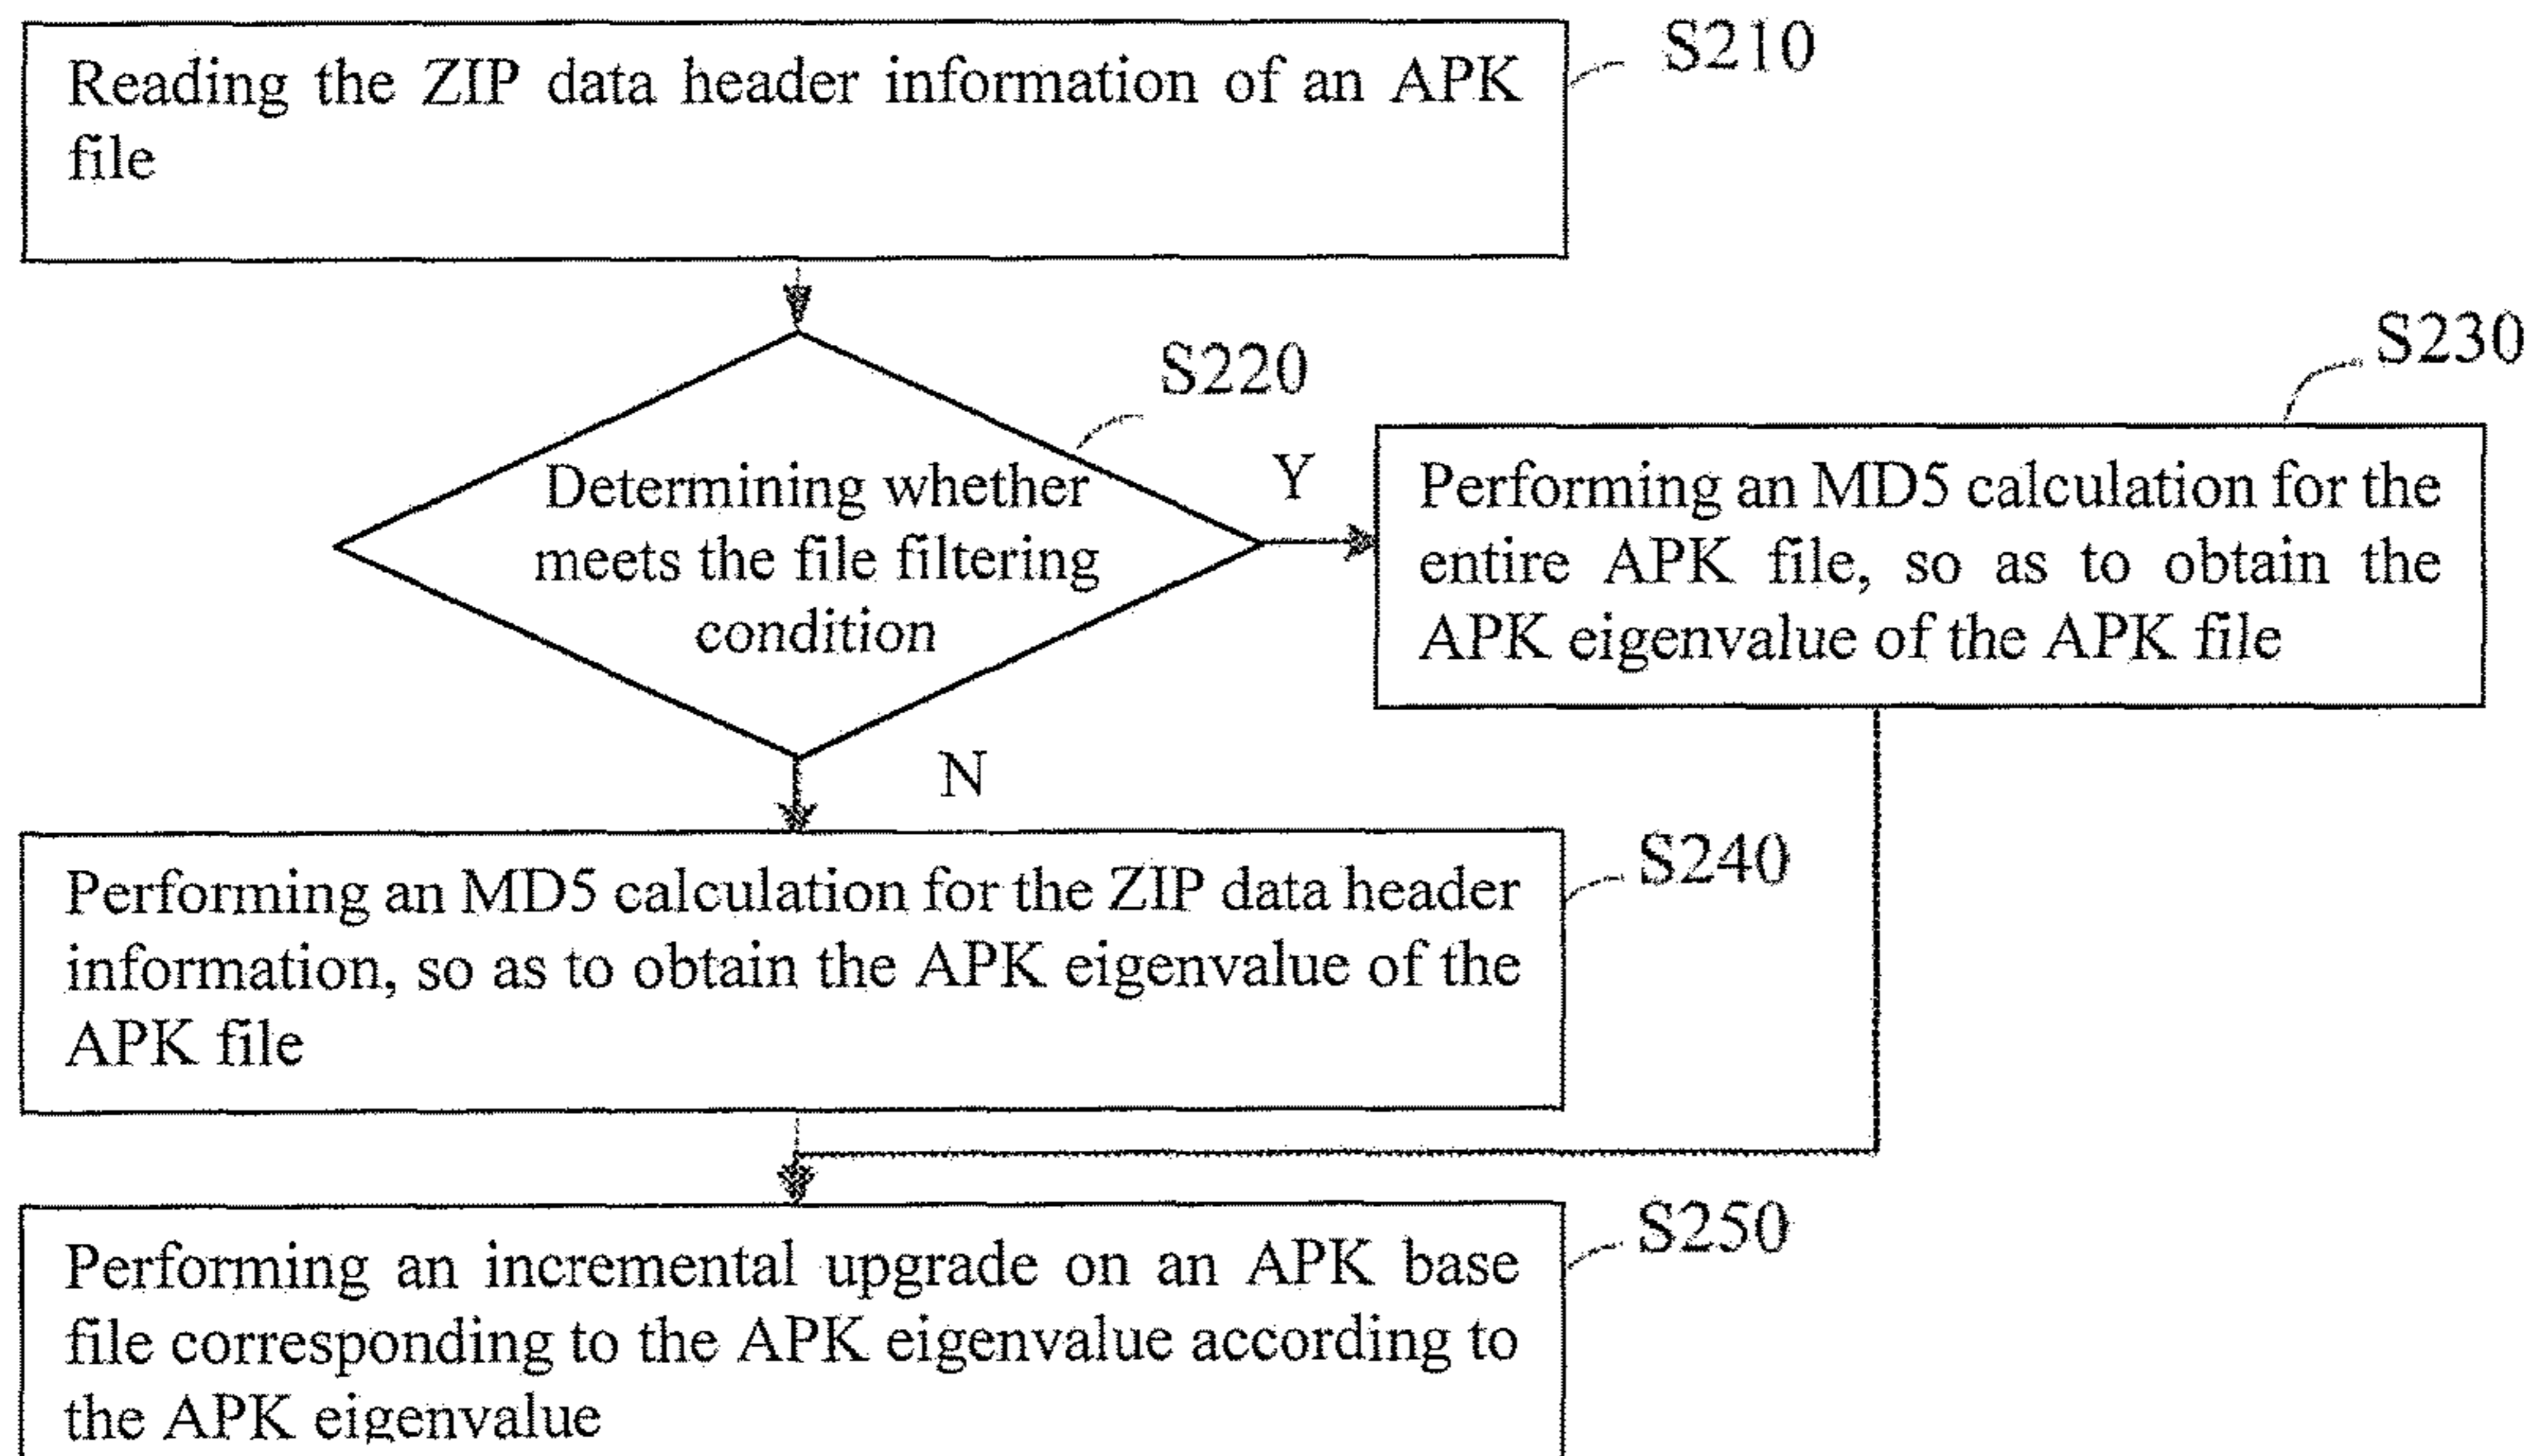 Reading the ZIP data header information of an APK
file
S210
S220
Determining whether
meets the file filtering
condition
Y
N
S230
Performing an MD5 calculation for the
entire APK file, so as to obtain the
APK eigenvalue of the APK file
S240
Performing an MD5 calculation for the ZIP data header
information, so as to obtain the APK eigenvalue of the
APK file
S250
Performing an incremental upgrade on an APK base
file corresponding to the APK eigenvalue according to
the APK eigenvalue